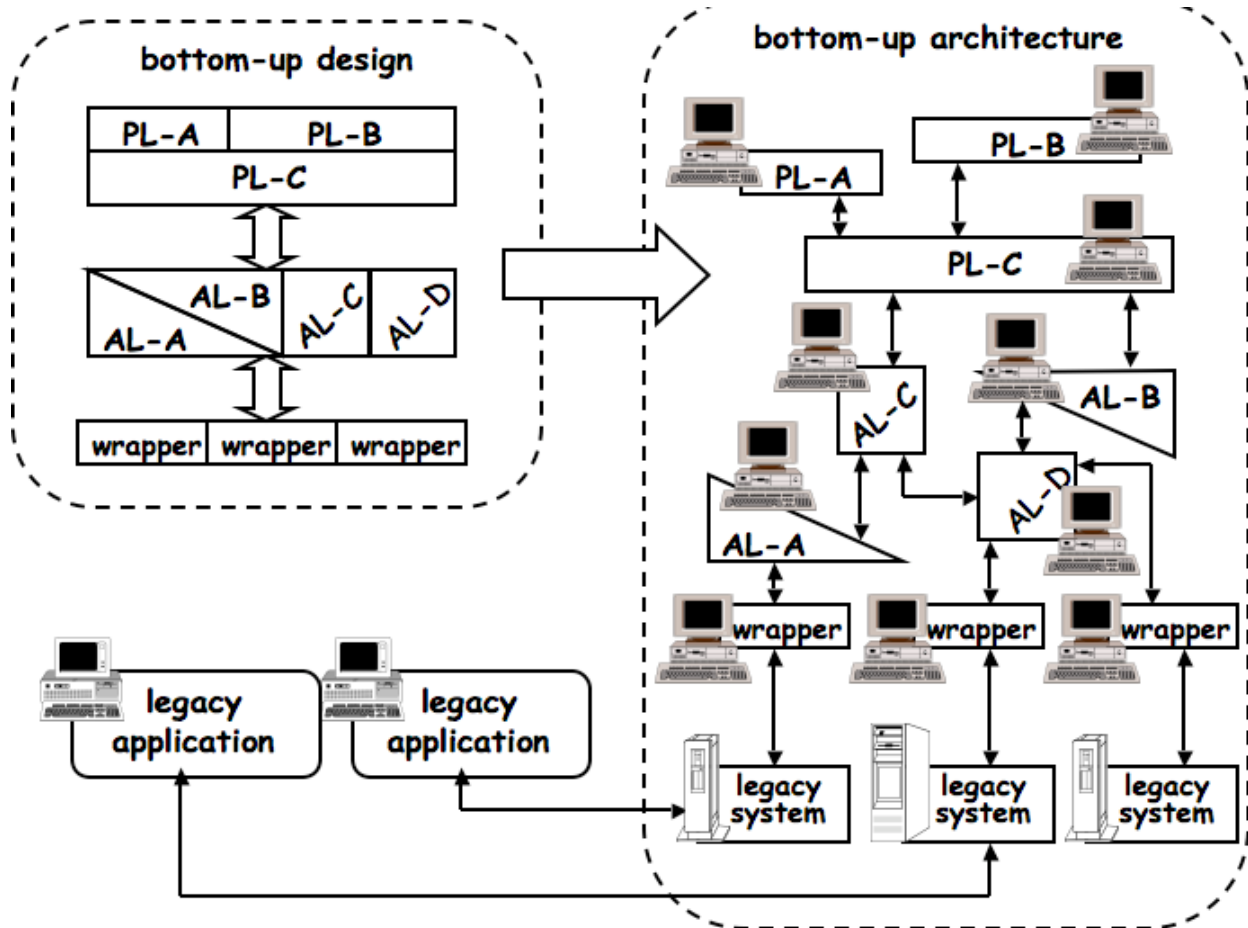 bottom-up design
PL-A
PL-B
PL-C
AL-B
AL-A
AL-C
AL-D
wrapper
wrapper
wrapper
bottom-up architecture
PL-B
PL-A
PL-C
AL-C
AL-B
AL-D
AL-A
wrapper
wrapper
wrapper
legacy
application
legacy
application
legacy
system
legacy
system
legacy
system